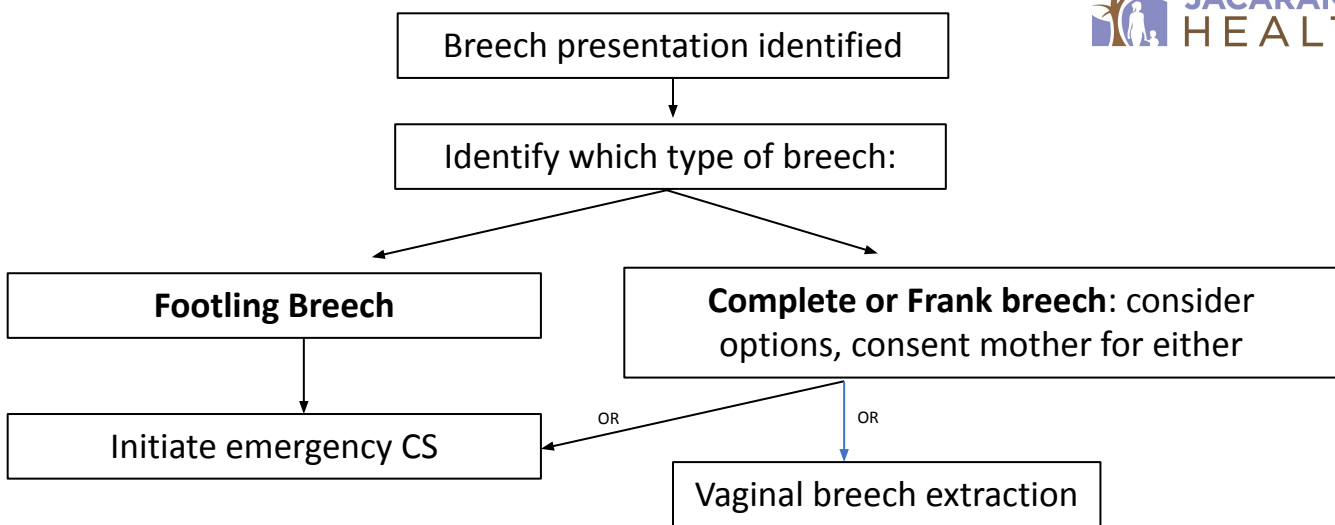 HEALT
Breech presentation identified
Identify which type of breech:
Footling Breech
Complete or Frank breech: consider
options, consent mother for either
OR
OR
Initiate emergency CS
Vaginal breech extraction